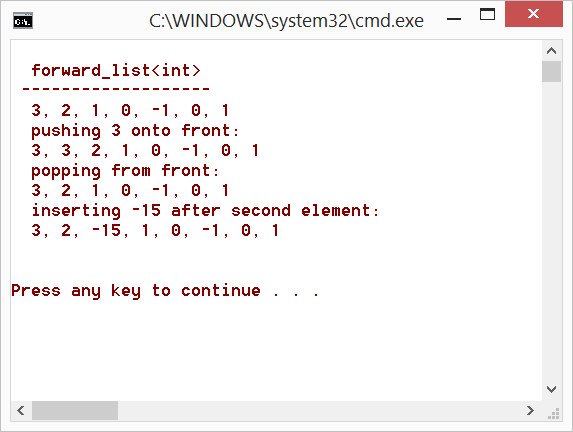 C:\WINDOWS\system32\cmd.exe
forward_list<int>
-------------------
3, 2, 1, 0, -1, 0, 1
pushing 3 onto front:
3, 3, 2, 1, 0, -1, 0, 1
popping from front:
3, 2, 1, 0, -1, 0, 1
inserting -15 after second element:
3, 2, -15, 1, 0, -1, 0, 1
Press any key to continue . . .